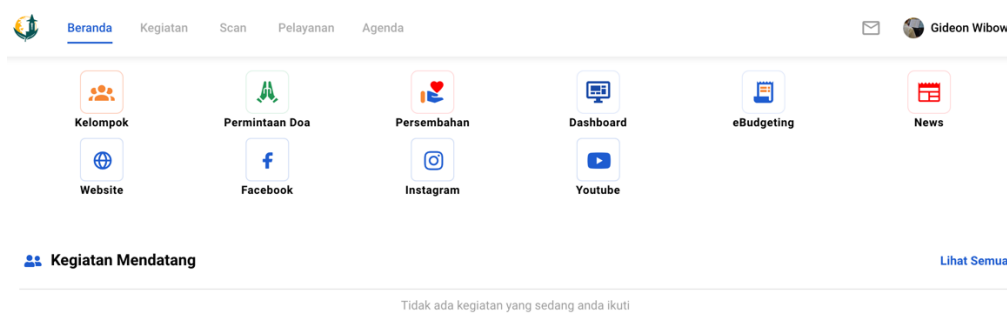 Beranda Kegiatan Scan Pelayanan Agenda Gideon Wibow
Kelompok Permintaan Doa Persembahan Dashboard eBudgeting News
Website Facebook Instagram Youtube
Kegiatan Mendatang Lihat Semua
Tidak ada kegiatan yang sedang anda ikuti